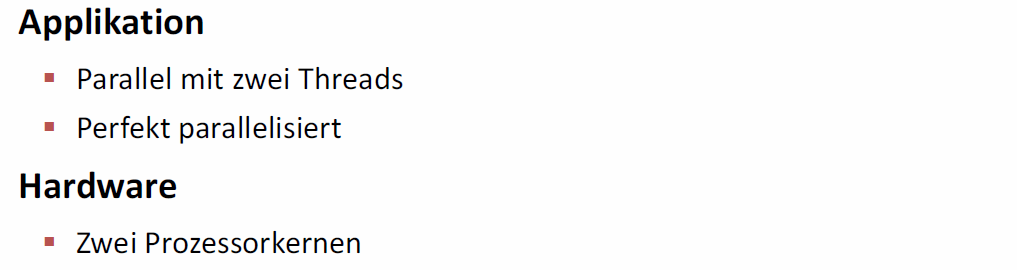 Applikation
Parallel mit zwei Threads
Perfekt parallelisiert
Hardware
Zwei Prozessorkernen